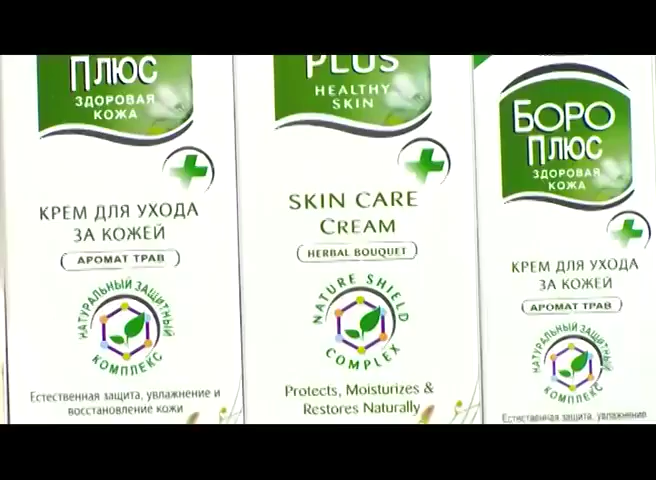 ПЛЮС
ЗДОРОВАЯ
КОЖА
КРЕМ ДЛЯ УХОДА
ЗА КОЖЕЙ
АРОМАТ ТРАВ
НАТУРАЛЬНЫЙ ЗАЩИТНЫЙ
КОМПЛЕКС
Естественная защита, увлажнение и
восстановление кожи
PLUS
HEALTHY
SKIN
SKIN CARE
CREAM
HERBAL BOUQUET
NATURE SHIELD
COMPLEX
Protects, Moisturizes &
Restores Naturally
БОРО
ПЛЮС
ЗДОРОВАЯ
КОЖА
КРЕМ ДЛЯ УХОДА
ЗА КОЖЕЙ
АРОМАТ ТРАВ
НАТУРАЛЬНЫЙ ЗАЩИТНЫЙ
КОМПЛЕКС
Естественная защита, увлажнение